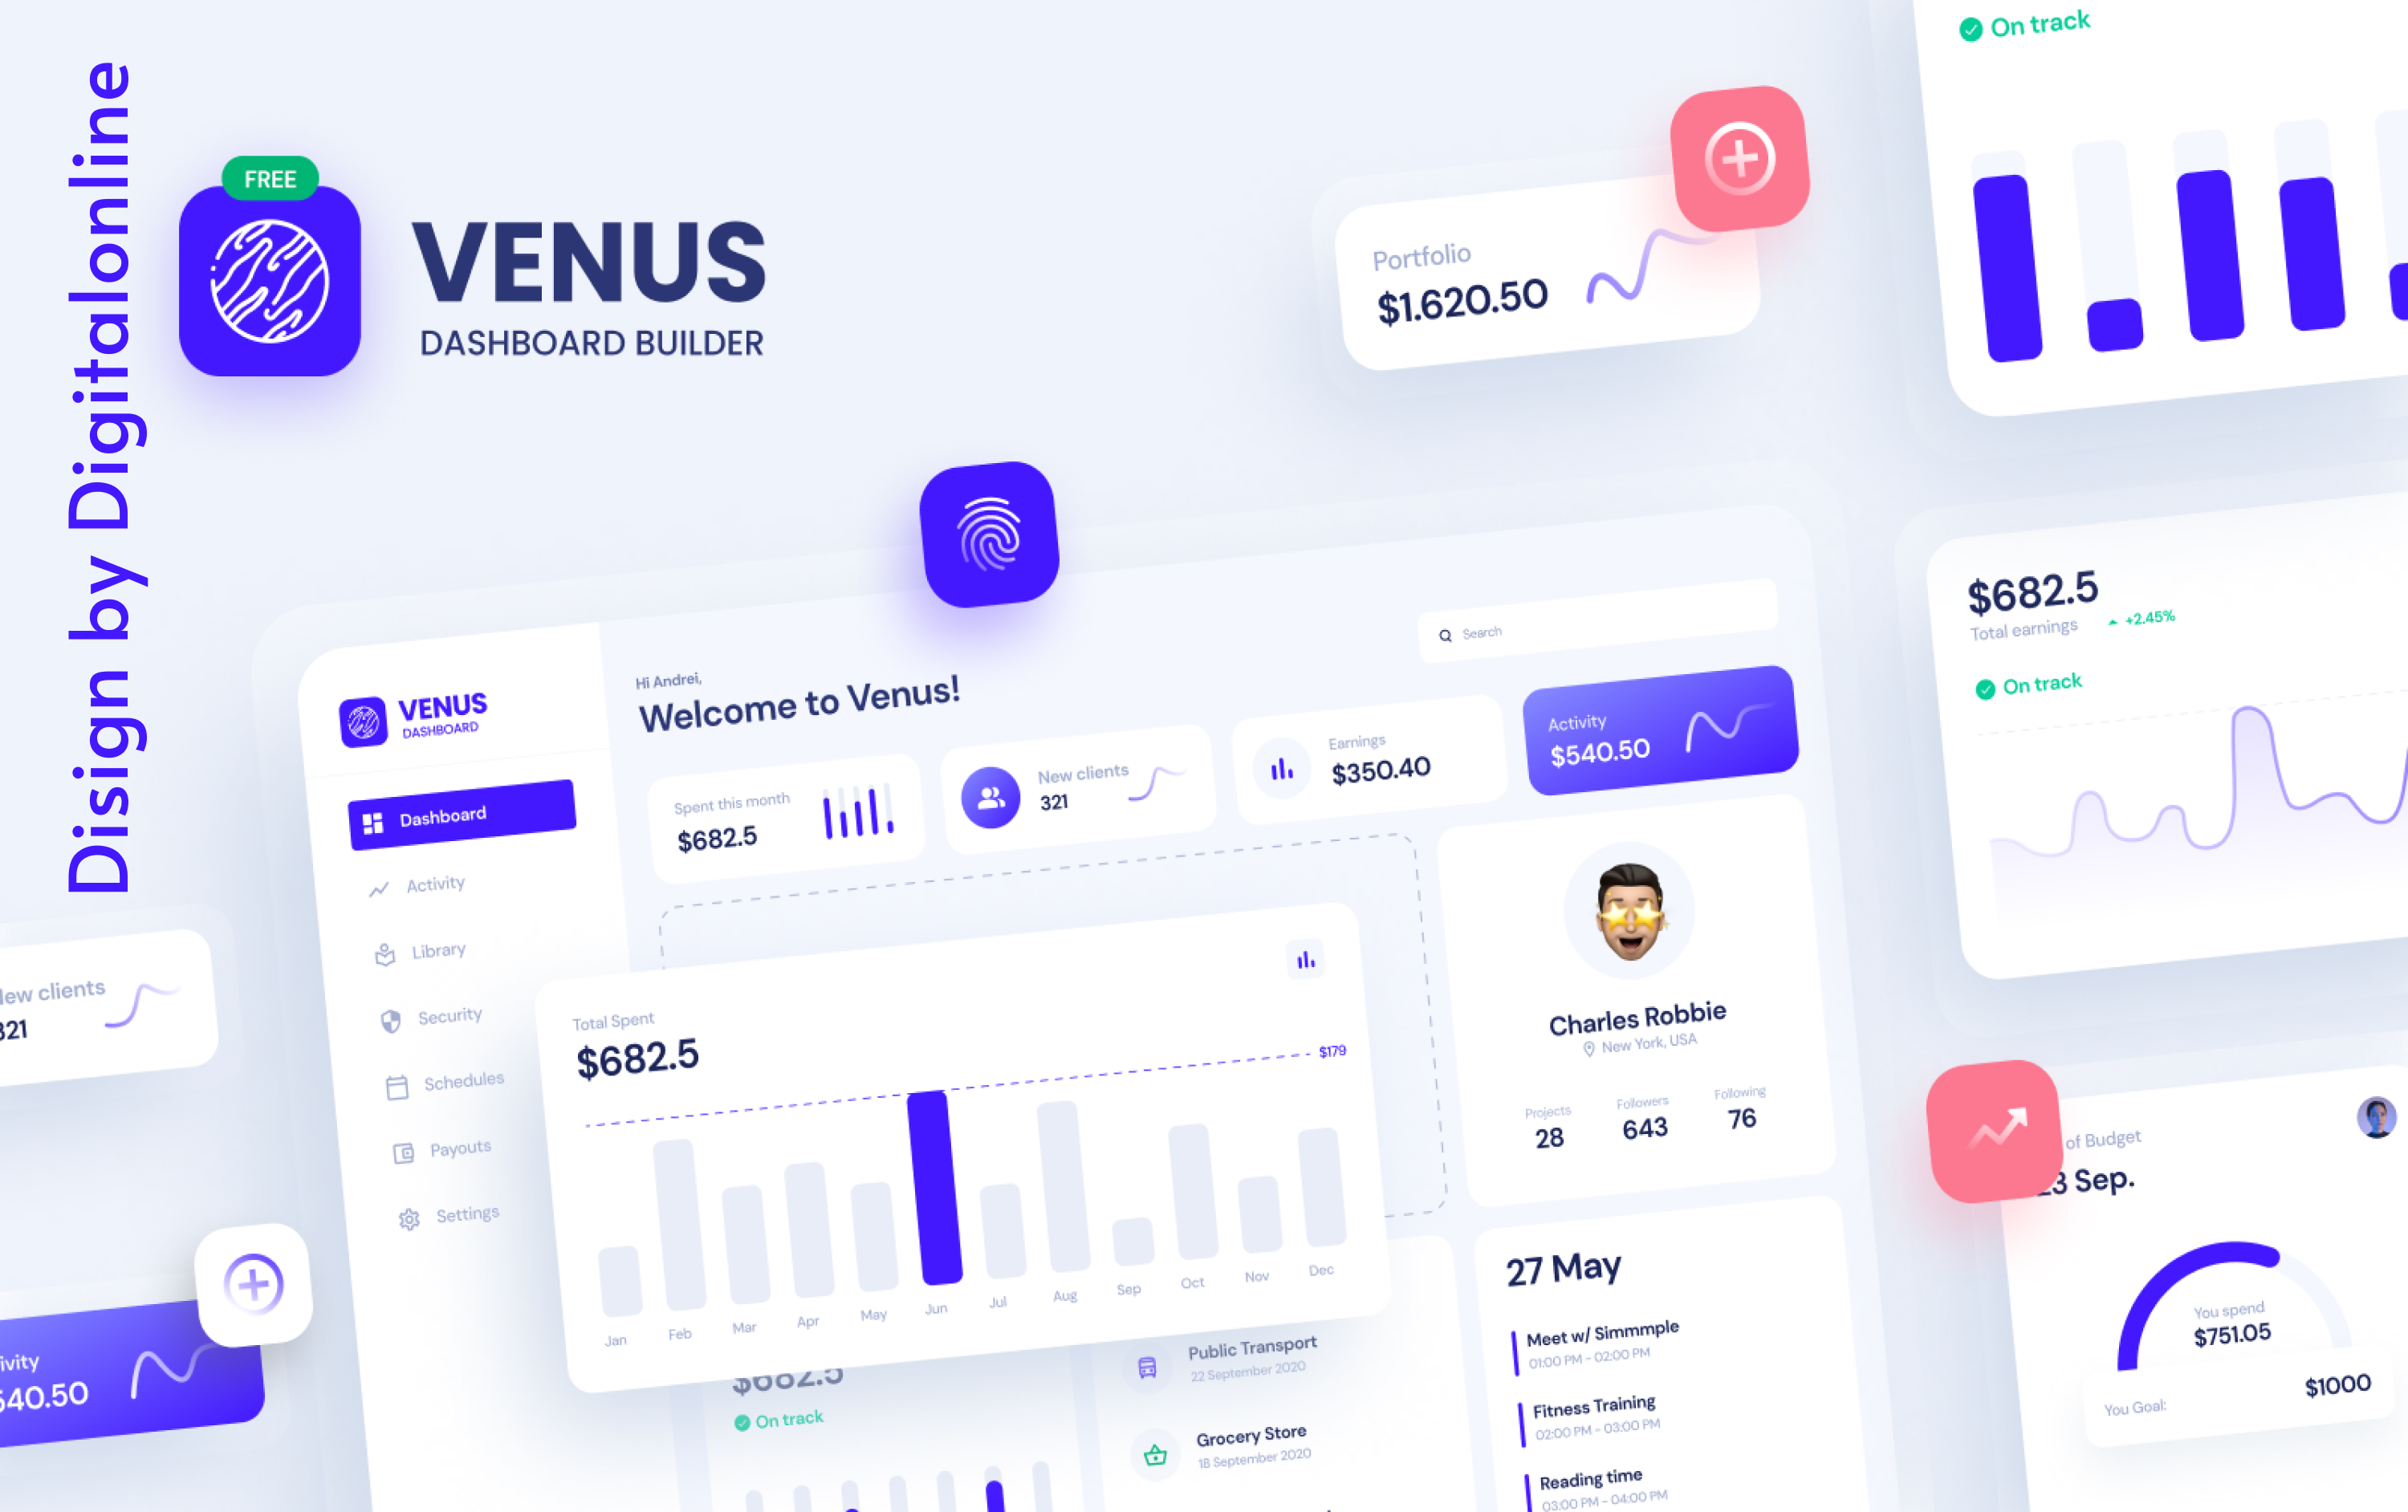 Disign by Digitalonline
FREE
VENUS
DASHBOARD BUILDER
Portfolio
$1.620.50
On track
VENUS
DASHBOARD
Dashboard
Activity
Library
Security
Schedules
Payouts
Settings
Hi Andrei,
Welcome to Venus!
Search
Spent this month
$682.5
New clients
321
Earnings
$350.40
Activity
$540.50
Total Spent
$682.5
$179
Jan Feb Mar Apr May Jun Jul Aug Sep Oct Nov Dec
Charles Robbie
New York, USA
Projects
28
Followers
643
Following
76
27 May
Meet w/ Simmmple
01:00 PM - 02:00 PM
Fitness Training
02:00 PM - 03:00 PM
Reading time
03:00 PM - 04:00 PM
$682.5
On track
Public Transport
22 September 2020
Grocery Store
18 September 2020
$682.5
Total earnings
+2.45%
On track
of Budget
Sep.
You spend
$751.05
You Goal:
$1000
clients